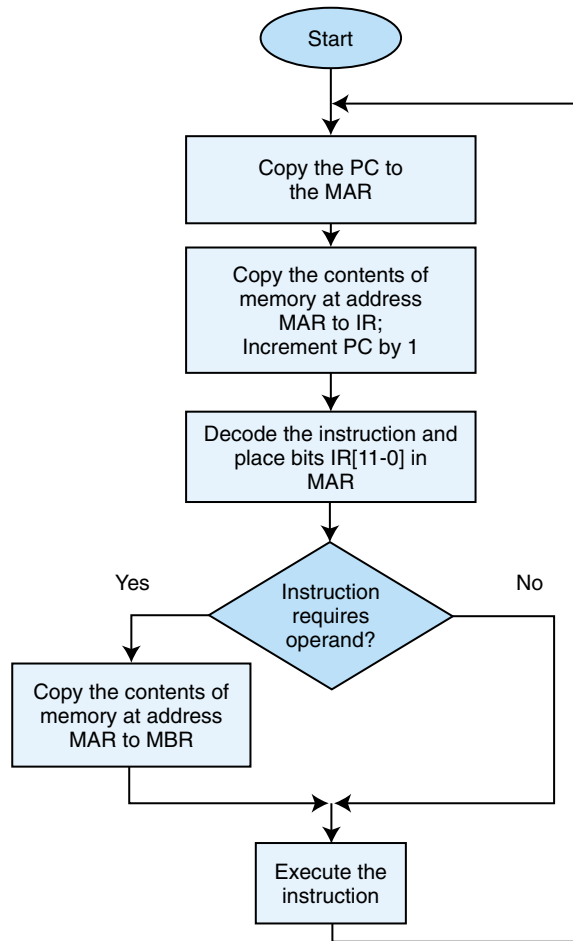 Start
Copy the PC to
the MAR
Copy the contents of
memory at address
MAR to IR;
Increment PC by 1
Decode the instruction and
place bits IR[11-0] in
MAR
Instruction
requires
operand?
Yes
No
Copy the contents of
memory at address
MAR to MBR
Execute the
instruction